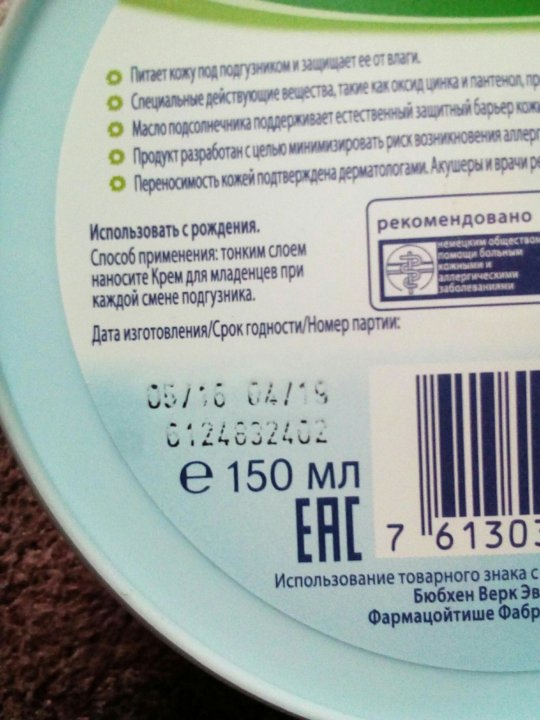 Питает кожу под подгузником и защищает ее от влаги.
Специальные действующие вещества, такие как оксид цинка и пантенол,
Масло подсолнечника поддерживает естественный защитный барьер
Продукт разработан с целью минимизировать риск возникновения
Переносимость кожей подтверждена дерматологами. Акушеры и врачи
Использовать с рождения.
Способ применения: тонким слоем
наносите Крем для младенцев при
каждой смене подгузника.
рекомендовано
немецким обществом
помощи больным
кожными и
аллергическими
заболеваниями
Дата изготовления/Срок годности/Номер партии:
05/16 04/19
6124832402
e 150 мл
EAC
7 61303
Использование товарного знака с
Бюбхен Верк Эв
Фармацойтише Фабр